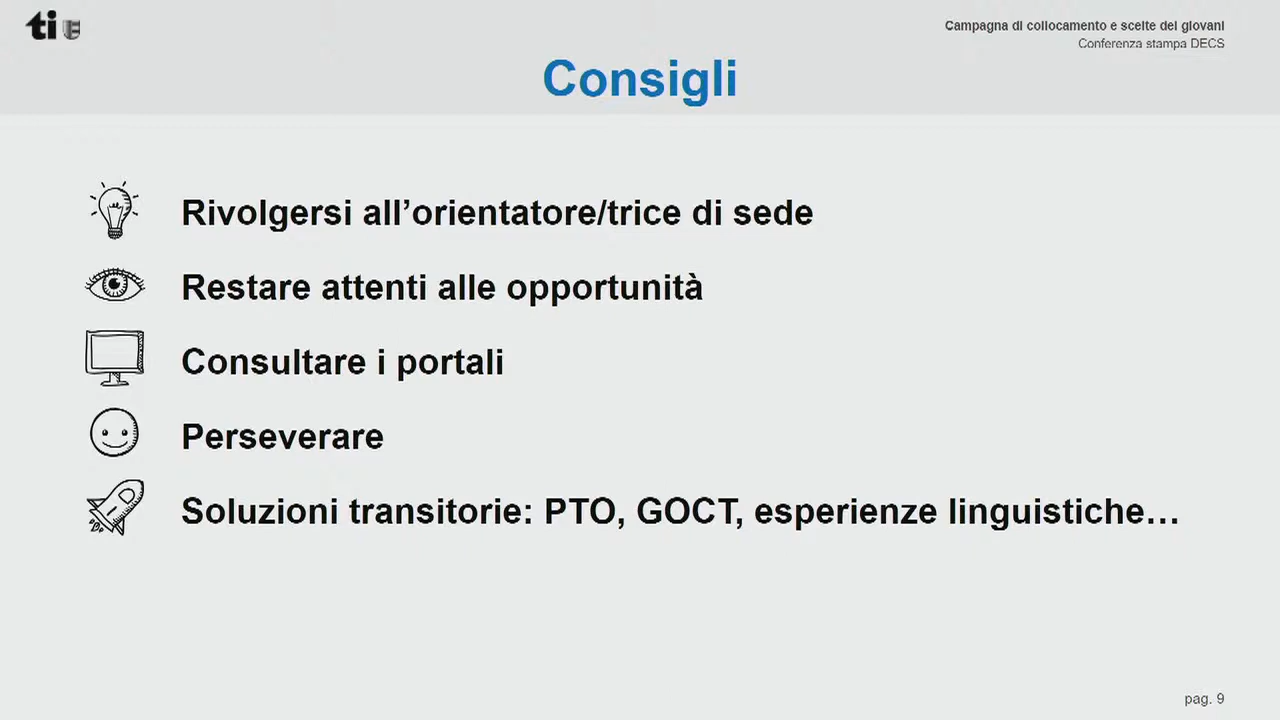 ti
Campagna di collocamento e scelte dei giovani
Conferenza stampa DECS
Consigli
Rivolgersi all’orientatore/trice di sede
Restare attenti alle opportunità
Consultare i portali
Perseverare
Soluzioni transitorie: PTO, GOCT, esperienze linguistiche…
pag. 9